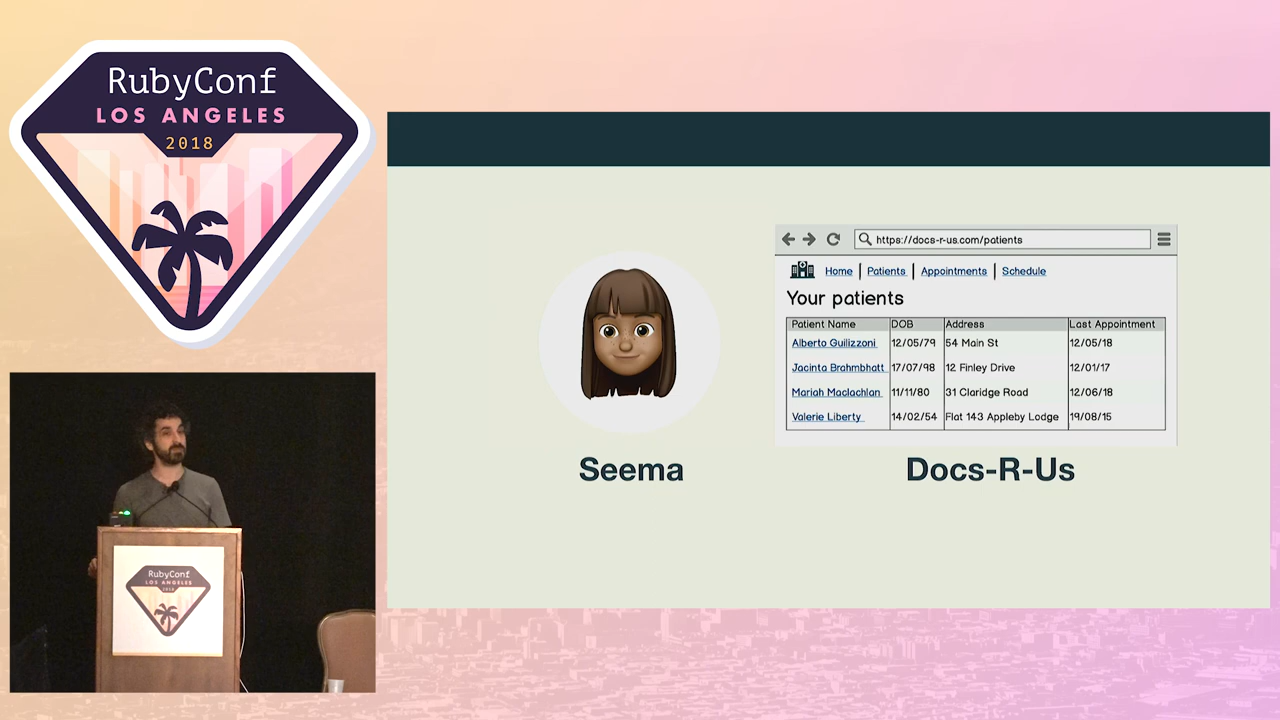 RubyConf
LOS ANGELES
2018
https://docs-r-us.com/patients
Home Patients Appointments Schedule
Your patients
Patient Name DOB Address Last Appointment
Alberto Guilizzoni 12/05/79 54 Main St 12/05/18
Jacinta Brahmbhatt 17/07/98 12 Finley Drive 12/01/17
Mariah Maclachlan 11/11/80 31 Claridge Road 12/06/18
Valerie Liberty 14/02/54 Flat 143 Appleby Lodge 19/08/15
Seema
Docs-R-Us
RubyConf
LOS ANGELES
2018